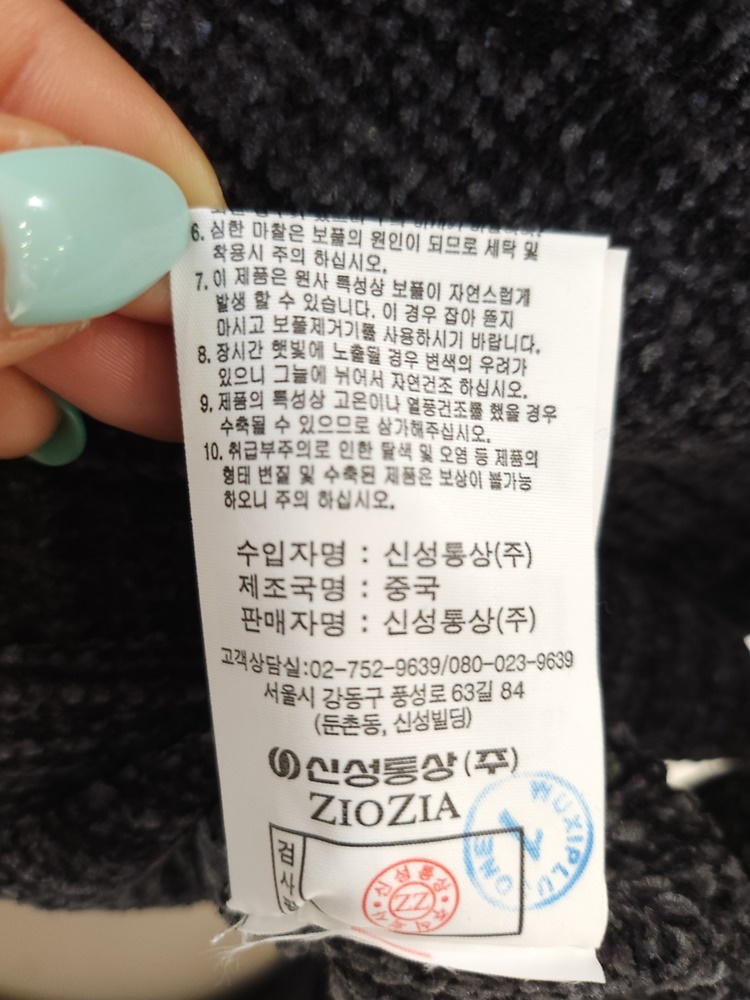 6. 심한 마찰은 보풀의 원인이 되므로 세탁 및
착용시 주의 하십시오.
7. 이 제품은 원사 특성상 보풀이 자연스럽게
발생 할 수 있습니다. 이 경우 잡아 뜯지
마시고 보풀제거기를 사용하시기 바랍니다.
8. 장시간 햇빛에 노출될 경우 변색의 우려가
있으니 그늘에 뉘어서 자연건조 하십시오.
9. 제품의 특성상 고온이나 열풍건조를 했을 경우
수축될 수 있으므로 삼가해주십시오.
10. 취급부주의로 인한 탈색 및 오염 등 제품의
형태 변질 및 수축된 제품은 보상이 불가능
하오니 주의 하십시오.
수입자명 : 신성통상(주)
제조국명 : 중국
판매자명 : 신성통상(주)
고객상담실:02-752-9639/080-023-9639
서울시 강동구 풍성로 63길 84
(둔촌동, 신성빌딩)
신성통상(주)
ZIOZIA
WUXIPLU ONE
1
검사필
신성통상 주식회사
ZZ